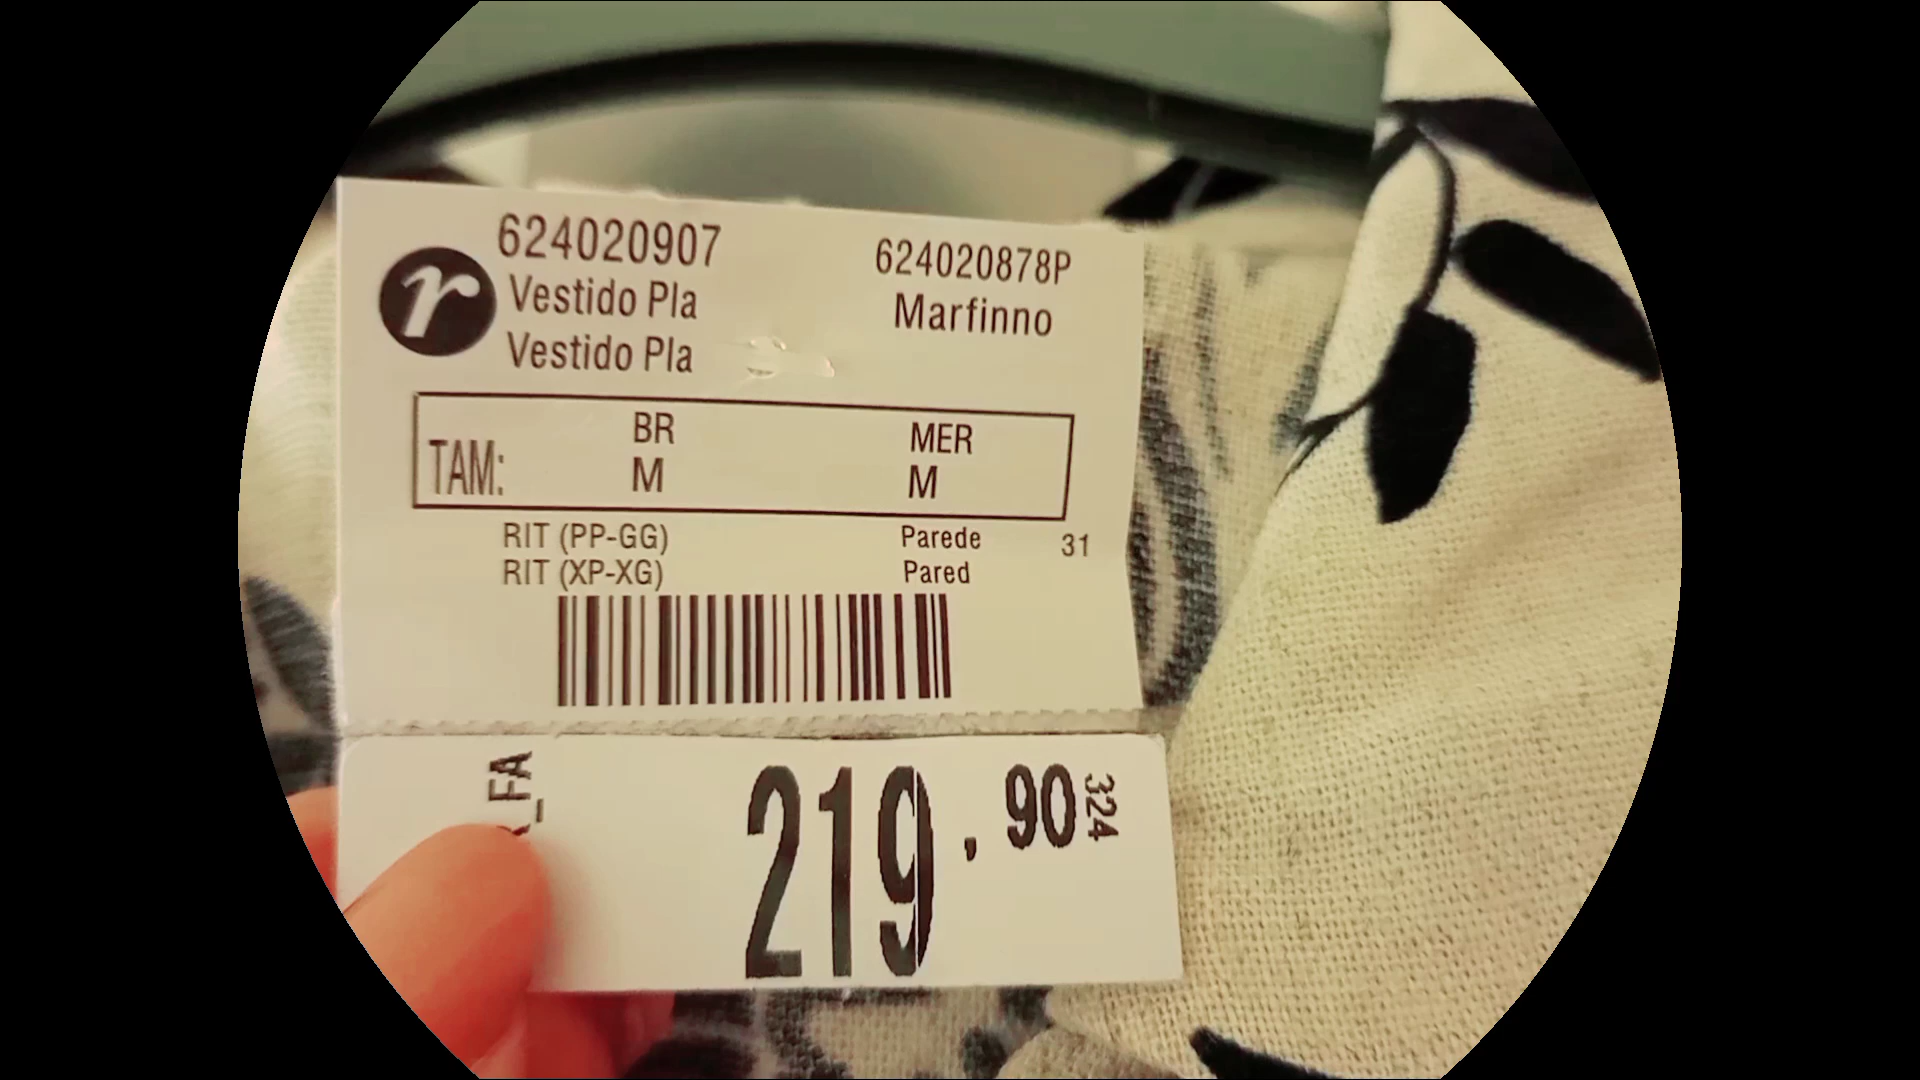 624020907 624020878P
r Vestido Pla Marfinno
Vestido Pla
BR MER
TAM: M M
RIT (PP-GG) Parede 31
RIT (XP-XG) Pared
_FA
219.90 324